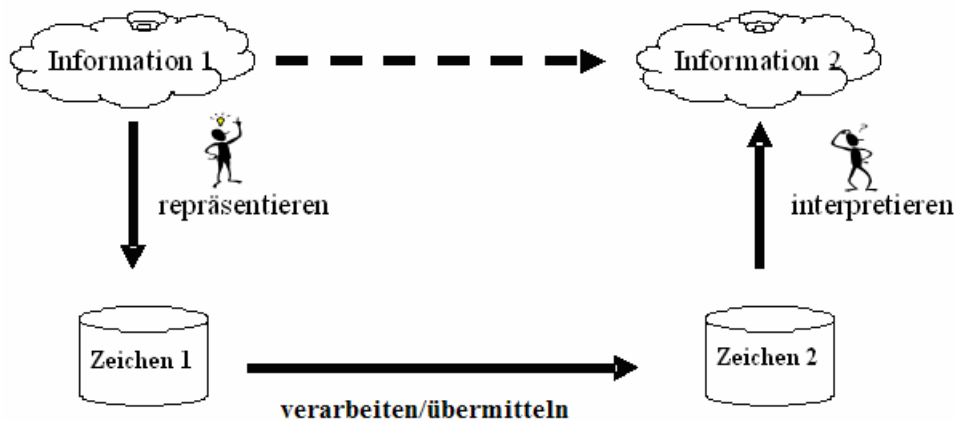 Information 1
Information 2
repräsentieren
interpretieren
Zeichen 1
Zeichen 2
verarbeiten/übermitteln